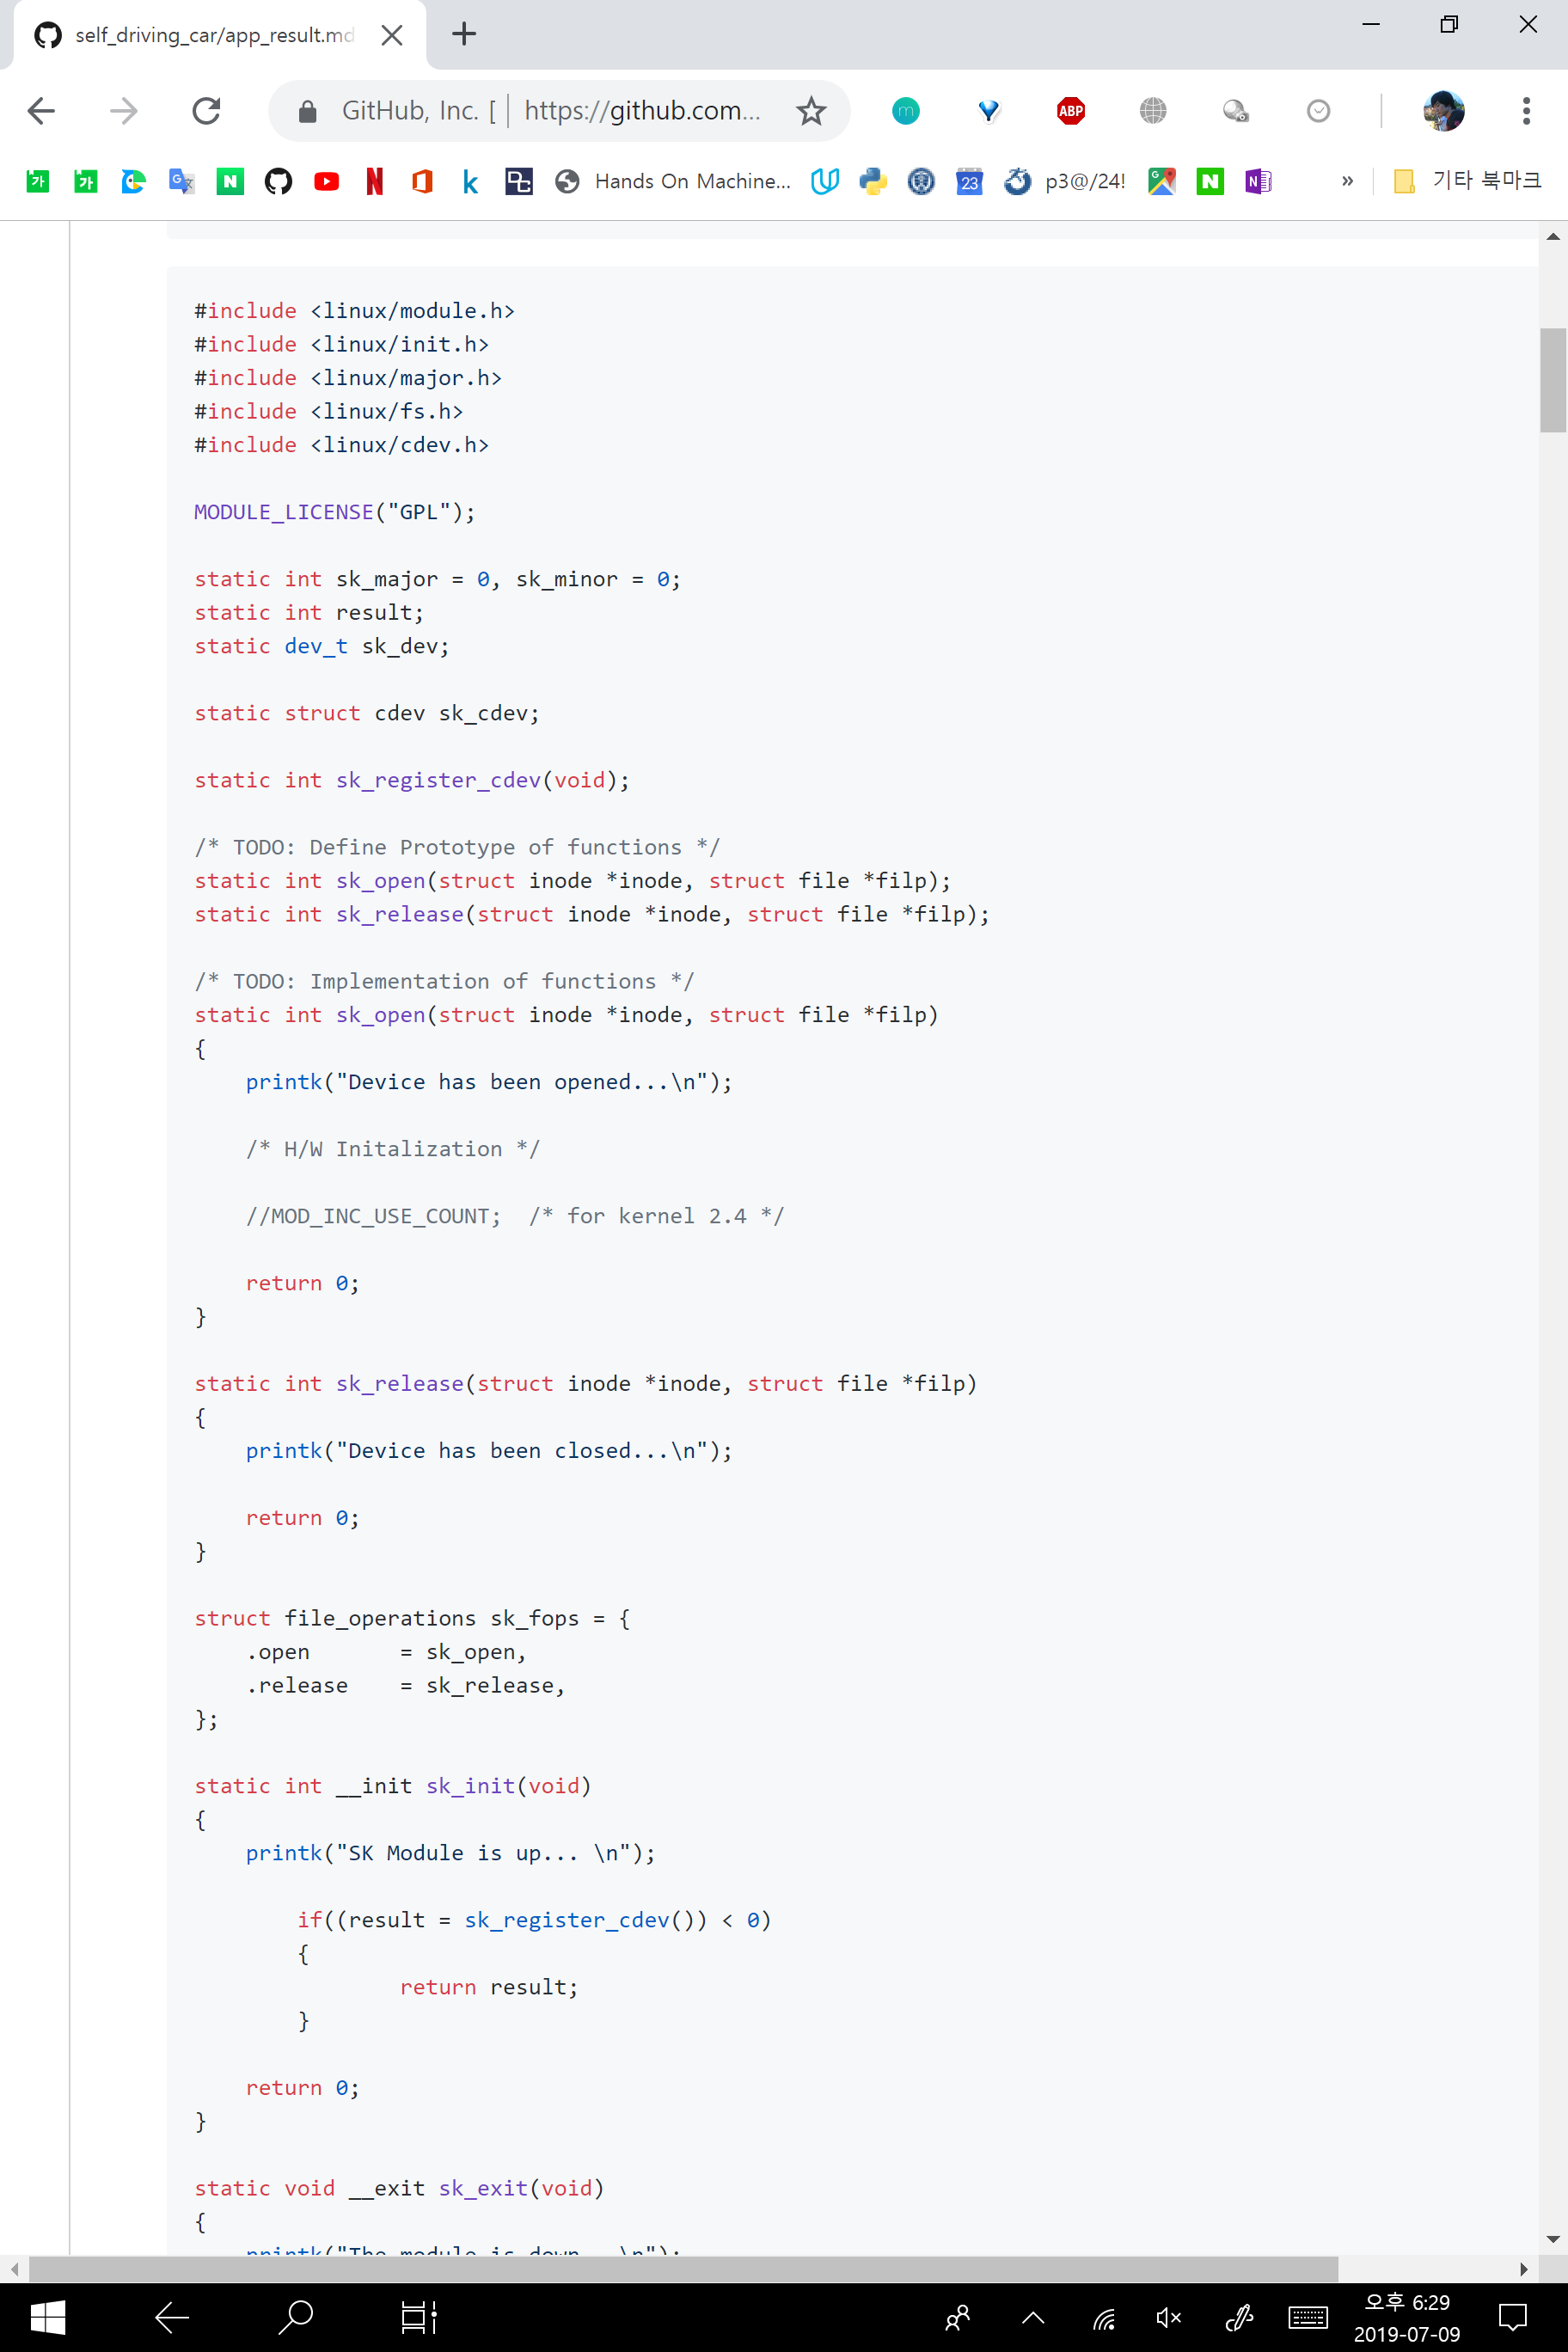 self_driving_car/app_result.md
GitHub, Inc. [ https://github.com...
ABP
Hands On Machine... 23 p3@/24! » 기타 북마크
#include <linux/module.h>
#include <linux/init.h>
#include <linux/major.h>
#include <linux/fs.h>
#include <linux/cdev.h>
MODULE_LICENSE("GPL");
static int sk_major = 0, sk_minor = 0;
static int result;
static dev_t sk_dev;
static struct cdev sk_cdev;
static int sk_register_cdev(void);
/* TODO: Define Prototype of functions */
static int sk_open(struct inode *inode, struct file *filp);
static int sk_release(struct inode *inode, struct file *filp);
/* TODO: Implementation of functions */
static int sk_open(struct inode *inode, struct file *filp)
{
    printk("Device has been opened...\n");
    /* H/W Initalization */
    //MOD_INC_USE_COUNT;  /* for kernel 2.4 */
    return 0;
}
static int sk_release(struct inode *inode, struct file *filp)
{
    printk("Device has been closed...\n");
    return 0;
}
struct file_operations sk_fops = {
    .open       = sk_open,
    .release    = sk_release,
};
static int __init sk_init(void)
{
    printk("SK Module is up... \n");
        if((result = sk_register_cdev()) < 0)
        {
                return result;
        }
    return 0;
}
static void __exit sk_exit(void)
{
    printk("The module is down...\n");
오후 6:29
2019-07-09